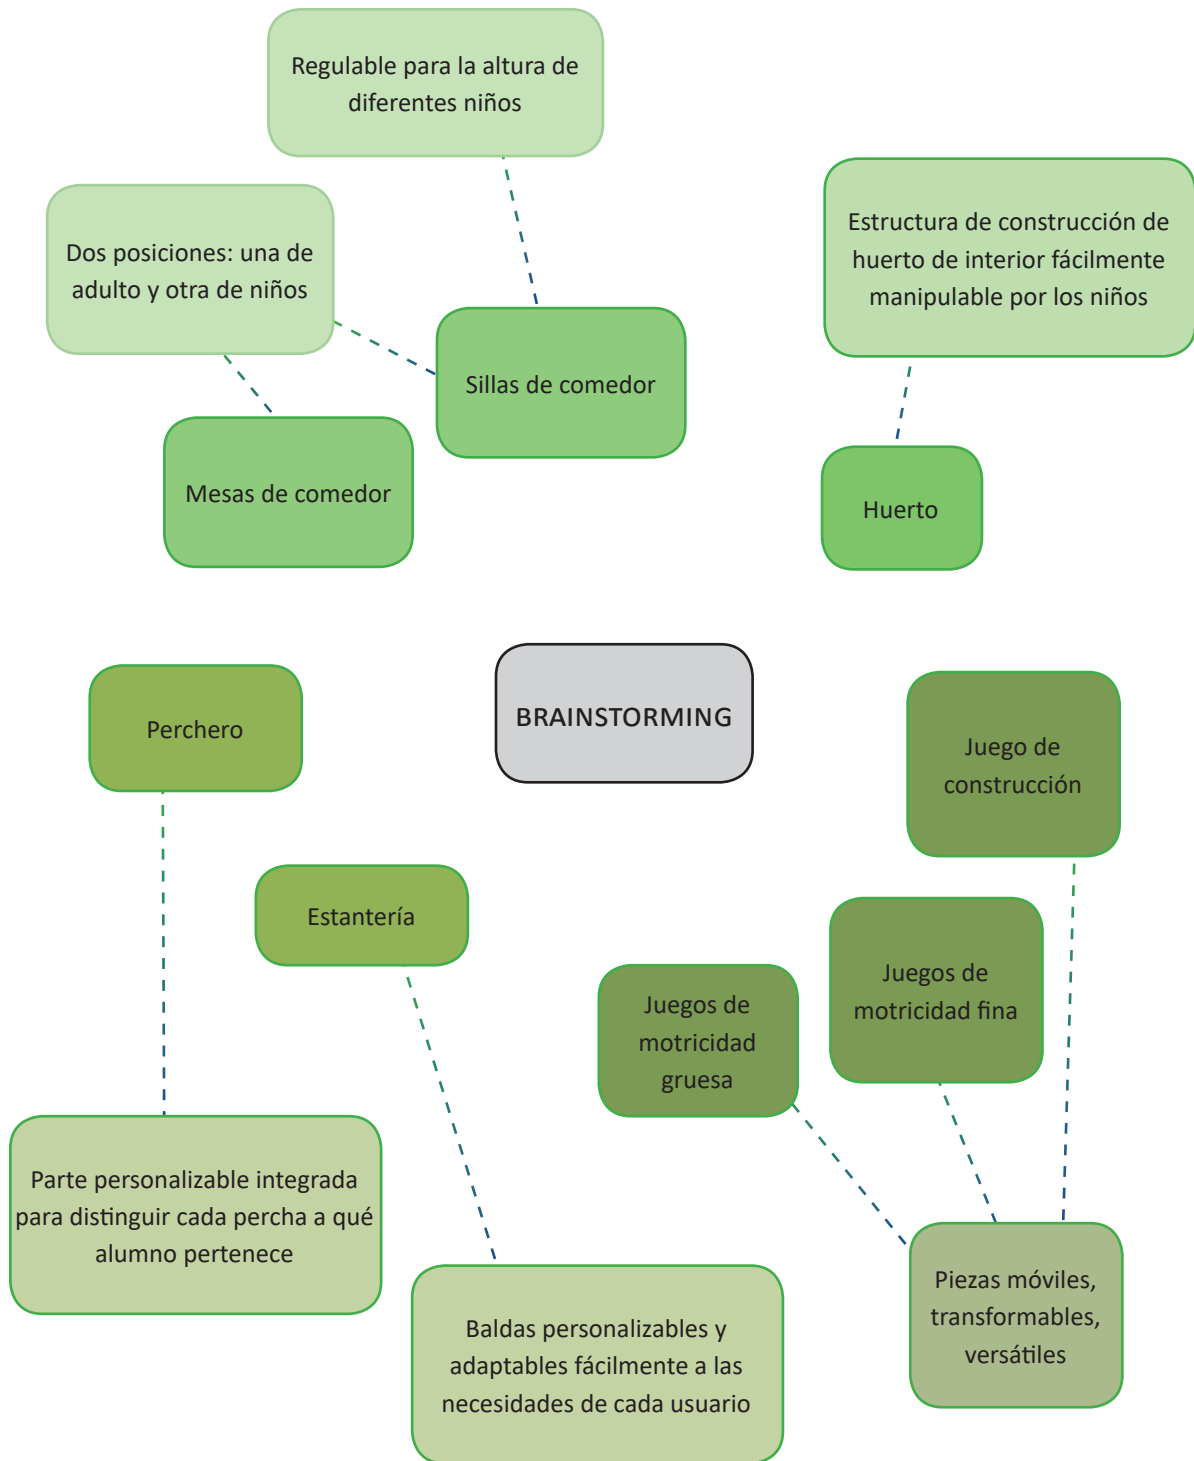 Regulable para la altura de
diferentes niños
Dos posiciones: una de
adulto y otra de niños
Estructura de construcción de
huerto de interior fácilmente
manipulable por los niños
Sillas de comedor
Mesas de comedor
Huerto
Perchero
BRAINSTORMING
Juego de
construcción
Estantería
Juegos de
motricidad fina
Juegos de
motricidad
gruesa
Parte personalizable integrada
para distinguir cada percha a qué
alumno pertenece
Piezas móviles,
transformables,
versátiles
Baldas personalizables y
adaptables fácilmente a las
necesidades de cada usuario